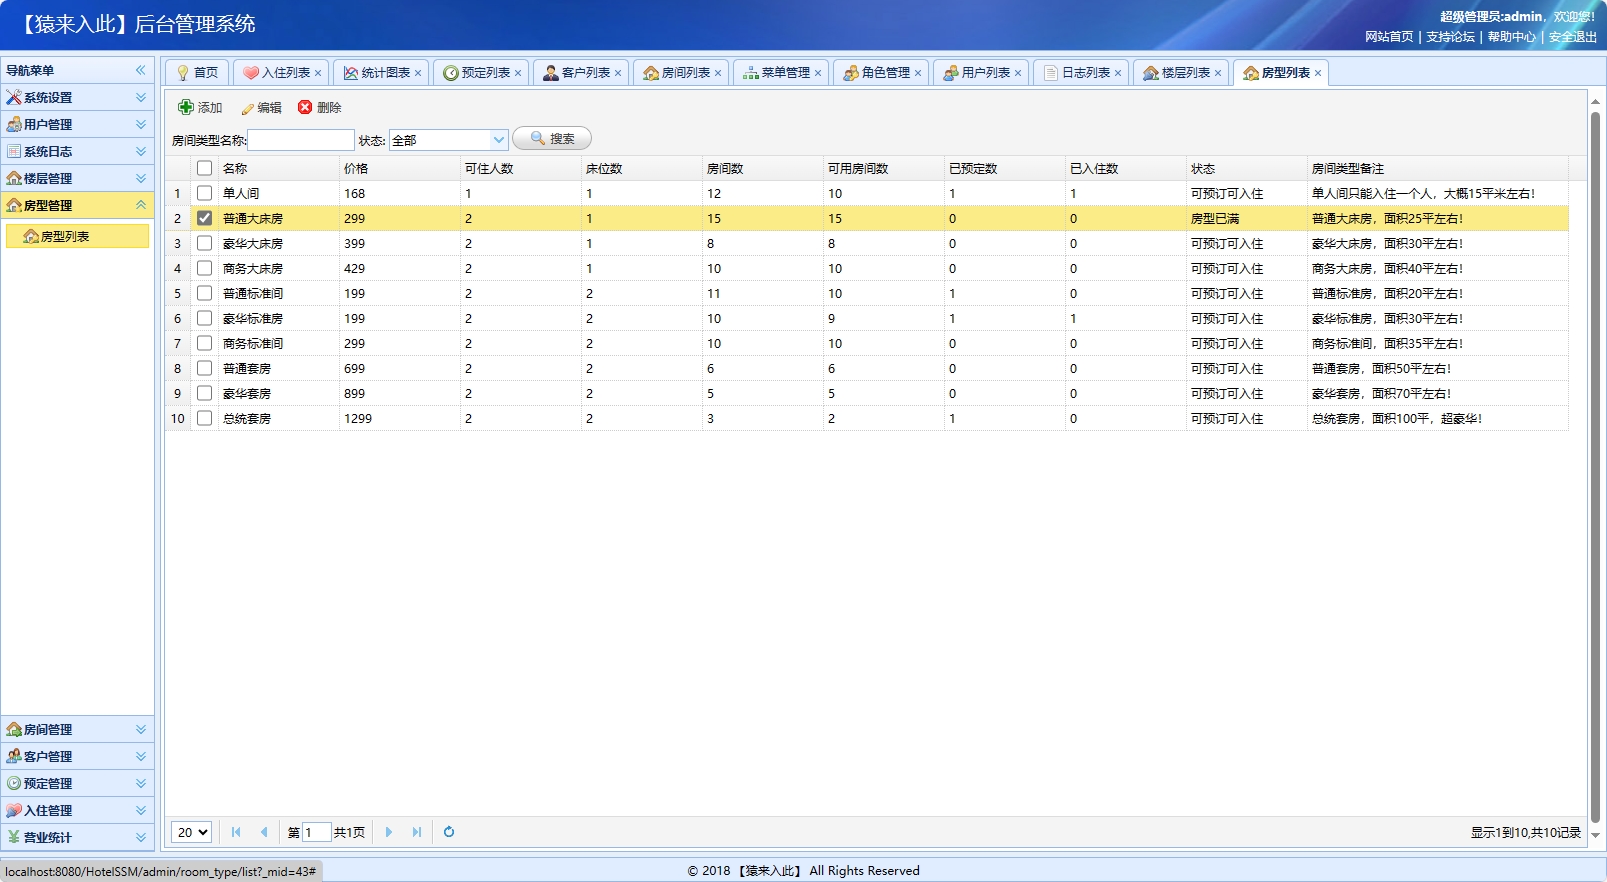 【猿来入此】后台管理系统
超级管理员:admin，欢迎您!
网站首页 | 支持论坛 | 帮助中心 | 安全退出
导航菜单
系统设置
用户管理
系统日志
楼层管理
房型管理
房型列表
房间管理
客户管理
预定管理
入住管理
营业统计
首页 入住列表 统计图表 预定列表 客户列表 房间列表 菜单管理 角色管理 用户列表 日志列表 楼层列表 房型列表
添加 编辑 删除
房间类型名称: 状态: 全部 搜索
名称 价格 可住人数 床位数 房间数 可用房间数 已预定数 已入住数 状态 房间类型备注
1 单人间 168 1 1 12 10 1 1 可预订可入住 单人间只能入住一个人，大概15平米左右!
2 普通大床房 299 2 1 15 15 0 0 房型已满 普通大床房，面积25平左右!
3 豪华大床房 399 2 1 8 8 0 0 可预订可入住 豪华大床房，面积30平左右!
4 商务大床房 429 2 1 10 10 0 0 可预订可入住 商务大床房，面积40平左右!
5 普通标准间 199 2 2 11 10 1 0 可预订可入住 普通标准房，面积20平左右!
6 豪华标准房 199 2 2 10 9 1 1 可预订可入住 豪华标准房，面积30平左右!
7 商务标准间 299 2 2 10 10 0 0 可预订可入住 商务标准间，面积35平左右!
8 普通套房 699 2 2 6 6 0 0 可预订可入住 普通套房，面积50平左右!
9 豪华套房 899 2 2 5 5 0 0 可预订可入住 豪华套房，面积70平左右!
10 总统套房 1299 2 2 3 2 1 0 可预订可入住 总统套房，面积100平，超豪华!
20 第 1 共1页 显示1到10,共10记录
localhost:8080/HotelSSM/admin/room_type/list?_mid=43#
© 2018 【猿来入此】 All Rights Reserved